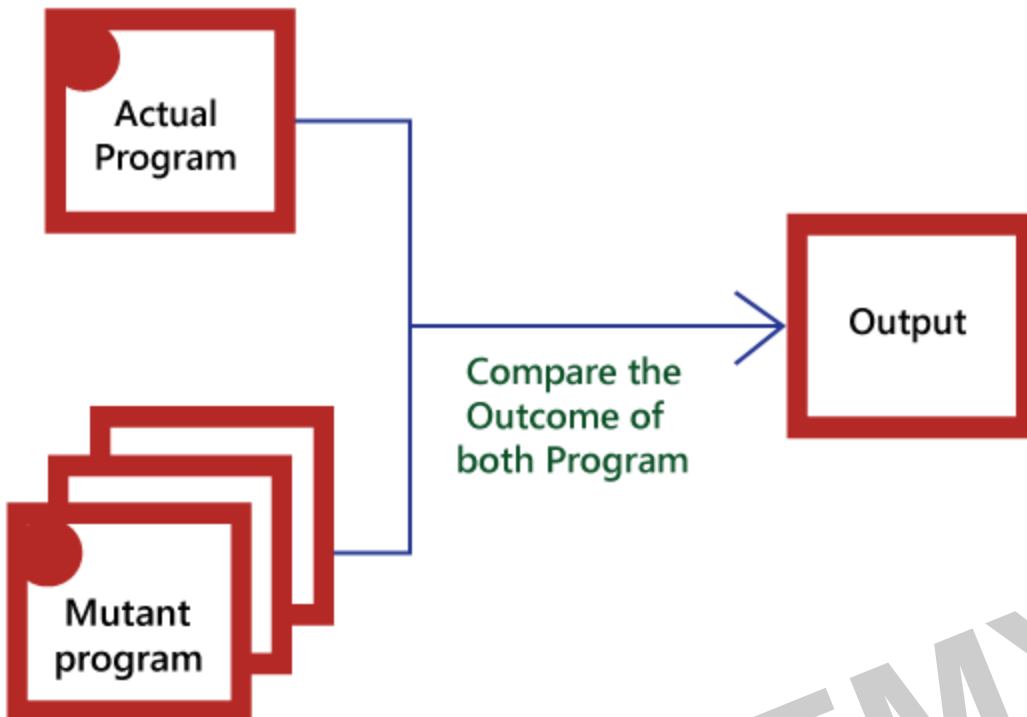 Actual
Program
Output
Compare the
Outcome of
both Program
Mutant
program